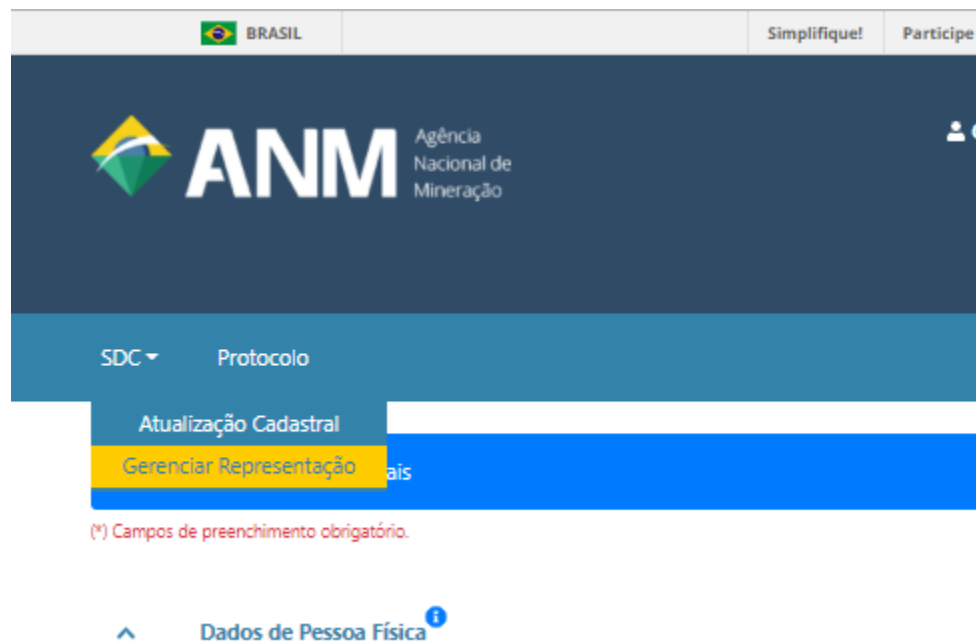 BRASIL Simplifique! Participe
ANM Agência
Nacional de
Mineração
SDC Protocolo
Atualização Cadastral
Gerenciar Representação ais
(*) Campos de preenchimento obrigatório.
Dados de Pessoa Física